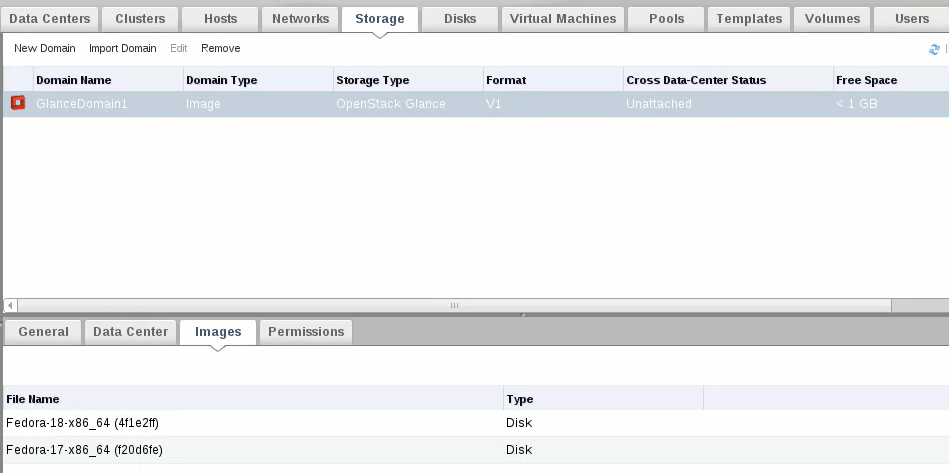 Data Centers Clusters Hosts Networks Storage Disks Virtual Machines Pools Templates Volumes Users
New Domain Import Domain Edit Remove
Domain Name Domain Type Storage Type Format Cross Data-Center Status Free Space
GlanceDomain1 Image OpenStack Glance V1 Unattached < 1 GB
General Data Center Images Permissions
File Name Type
Fedora-18-x86_64 (4f1e2ff) Disk
Fedora-17-x86_64 (f20d6fe) Disk